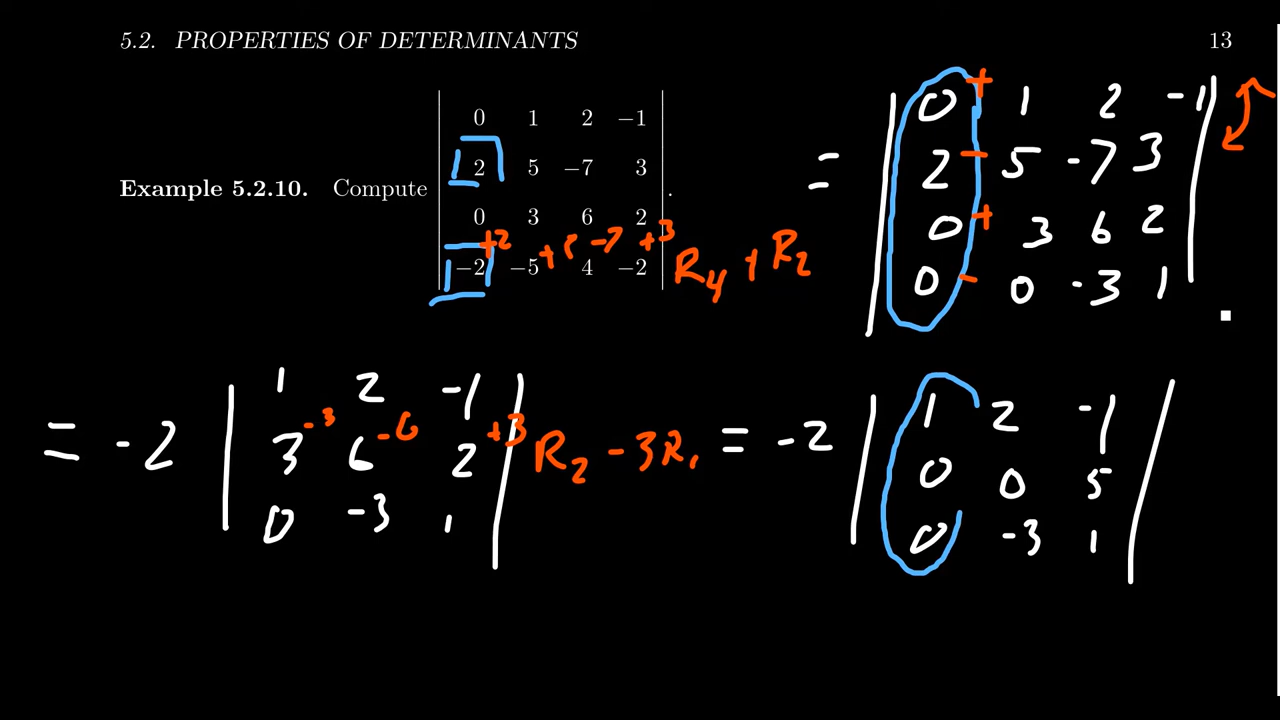 5.2. PROPERTIES OF DETERMINANTS 13
0 1 2 −1
2 5 −7 3
Example 5.2.10. Compute .
0 3 6 2
−2 −5 4 −2
+2 +5 −7 +3 R4 + R2
= 0 + 1 2 -1
2 − 5 -7 3
0 + 3 6 2
0 − 0 -3 1
= -2
1 2 -1
3 -3 6 -6 2 +3 R2 - 3R1
0 -3 1
= -2
1 2 -1
0 0 5
0 -3 1